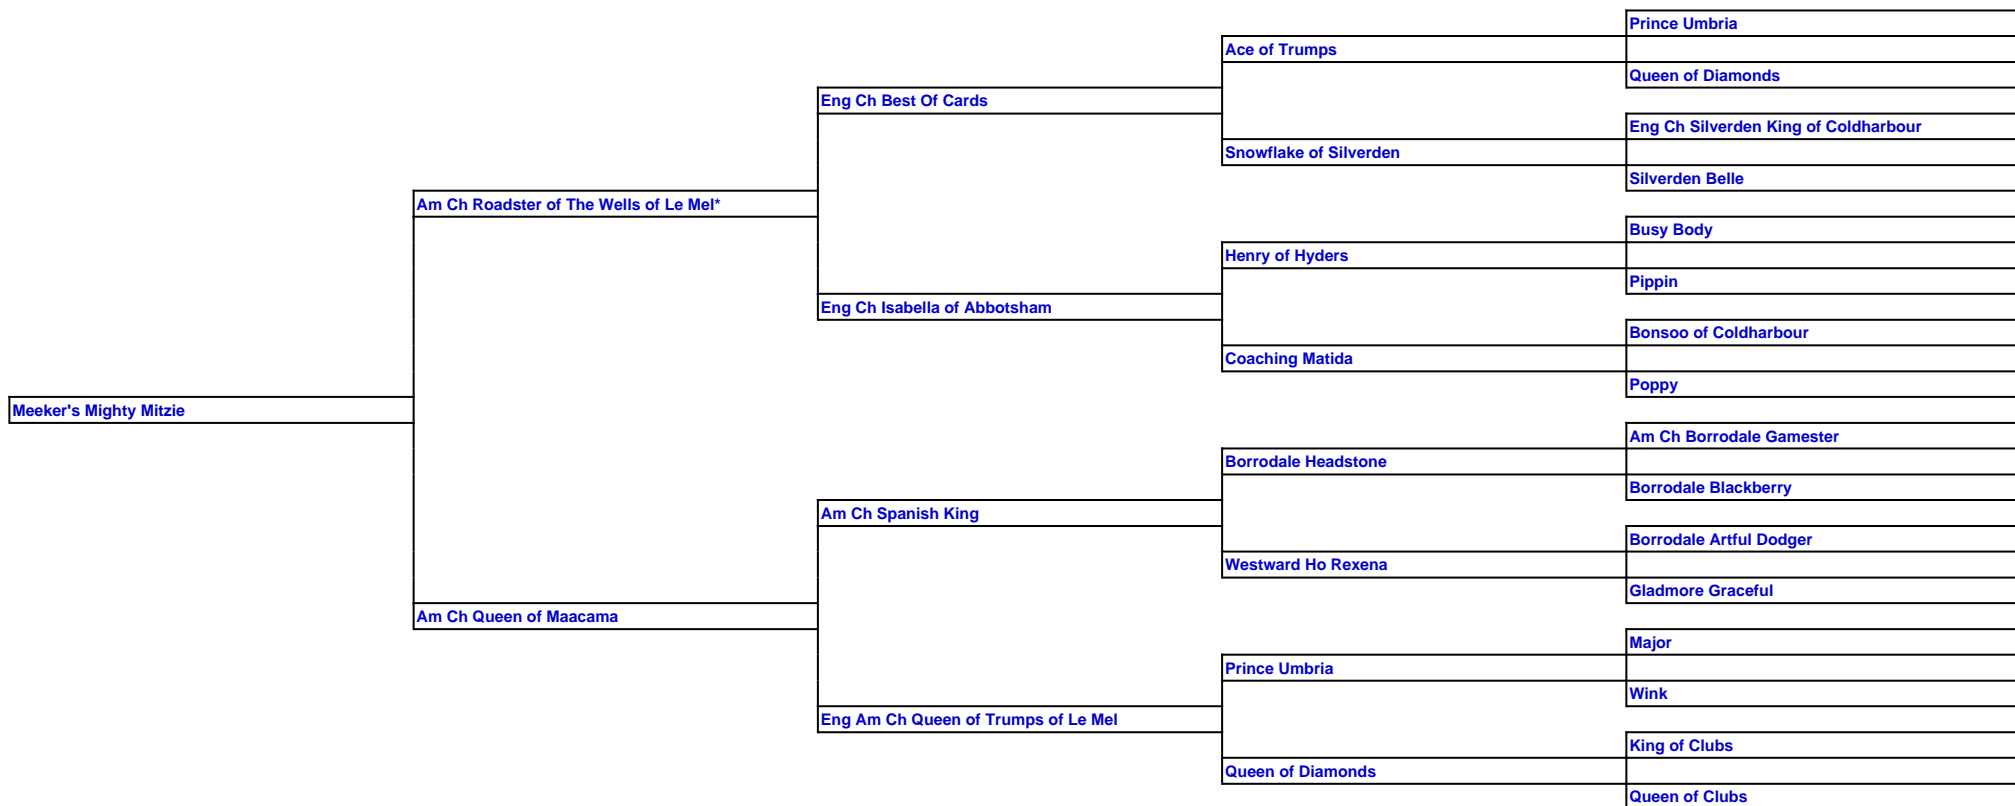 Prince Umbria
Ace of Trumps
Queen of Diamonds
Eng Ch Best Of Cards
Eng Ch Silverden King of Coldharbour
Snowflake of Silverden
Silverden Belle
Am Ch Roadster of The Wells of Le Mel*
Busy Body
Henry of Hyders
Pippin
Eng Ch Isabella of Abbotsham
Bonsoo of Coldharbour
Coaching Matida
Poppy
Meeker's Mighty Mitzie
Am Ch Borrodale Gamester
Borrodale Headstone
Borrodale Blackberry
Am Ch Spanish King
Borrodale Artful Dodger
Westward Ho Rexena
Gladmore Graceful
Am Ch Queen of Maacama
Major
Prince Umbria
Wink
Eng Am Ch Queen of Trumps of Le Mel
King of Clubs
Queen of Diamonds
Queen of Clubs